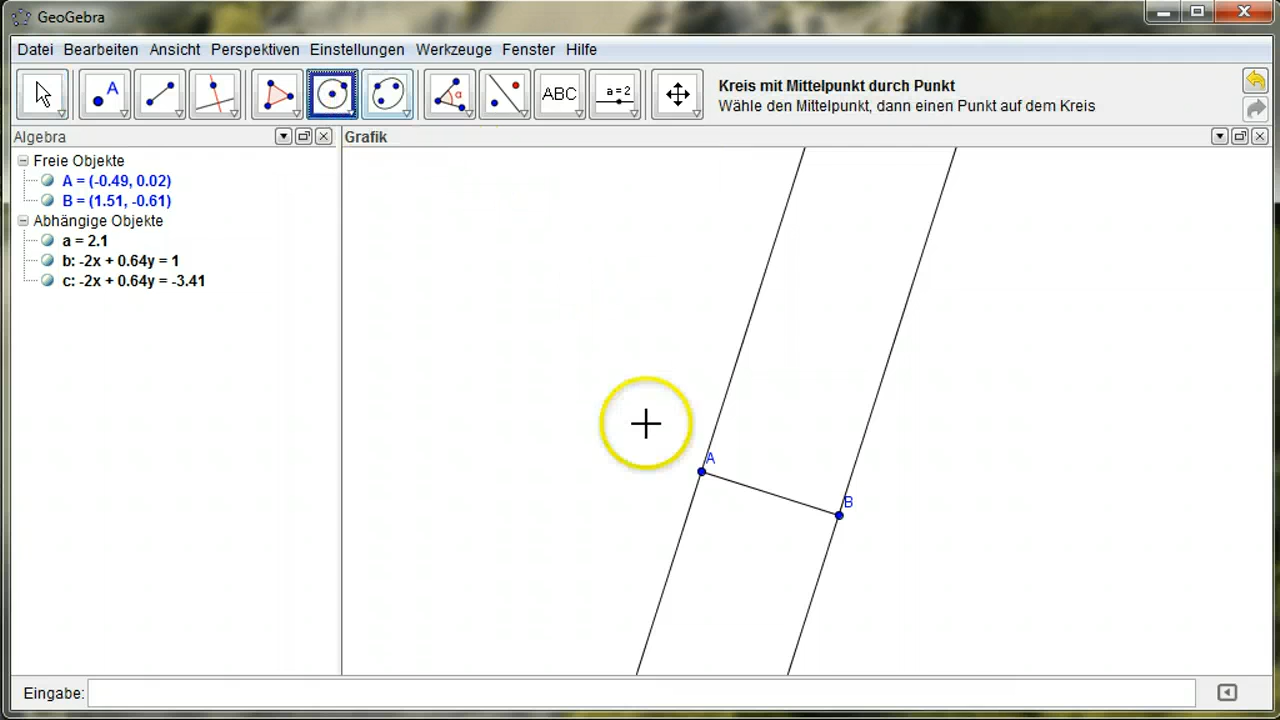 GeoGebra
Datei Bearbeiten Ansicht Perspektiven Einstellungen Werkzeuge Fenster Hilfe
A
α
ABC
a = 2
Kreis mit Mittelpunkt durch Punkt
Wähle den Mittelpunkt, dann einen Punkt auf den Kreis
Algebra
Grafik
Freie Objekte
A = (-0.49, 0.02)
B = (1.51, -0.61)
Abhängige Objekte
a = 2.1
b: -2x + 0.64y = 1
c: -2x + 0.64y = -3.41
A
B
Eingabe: